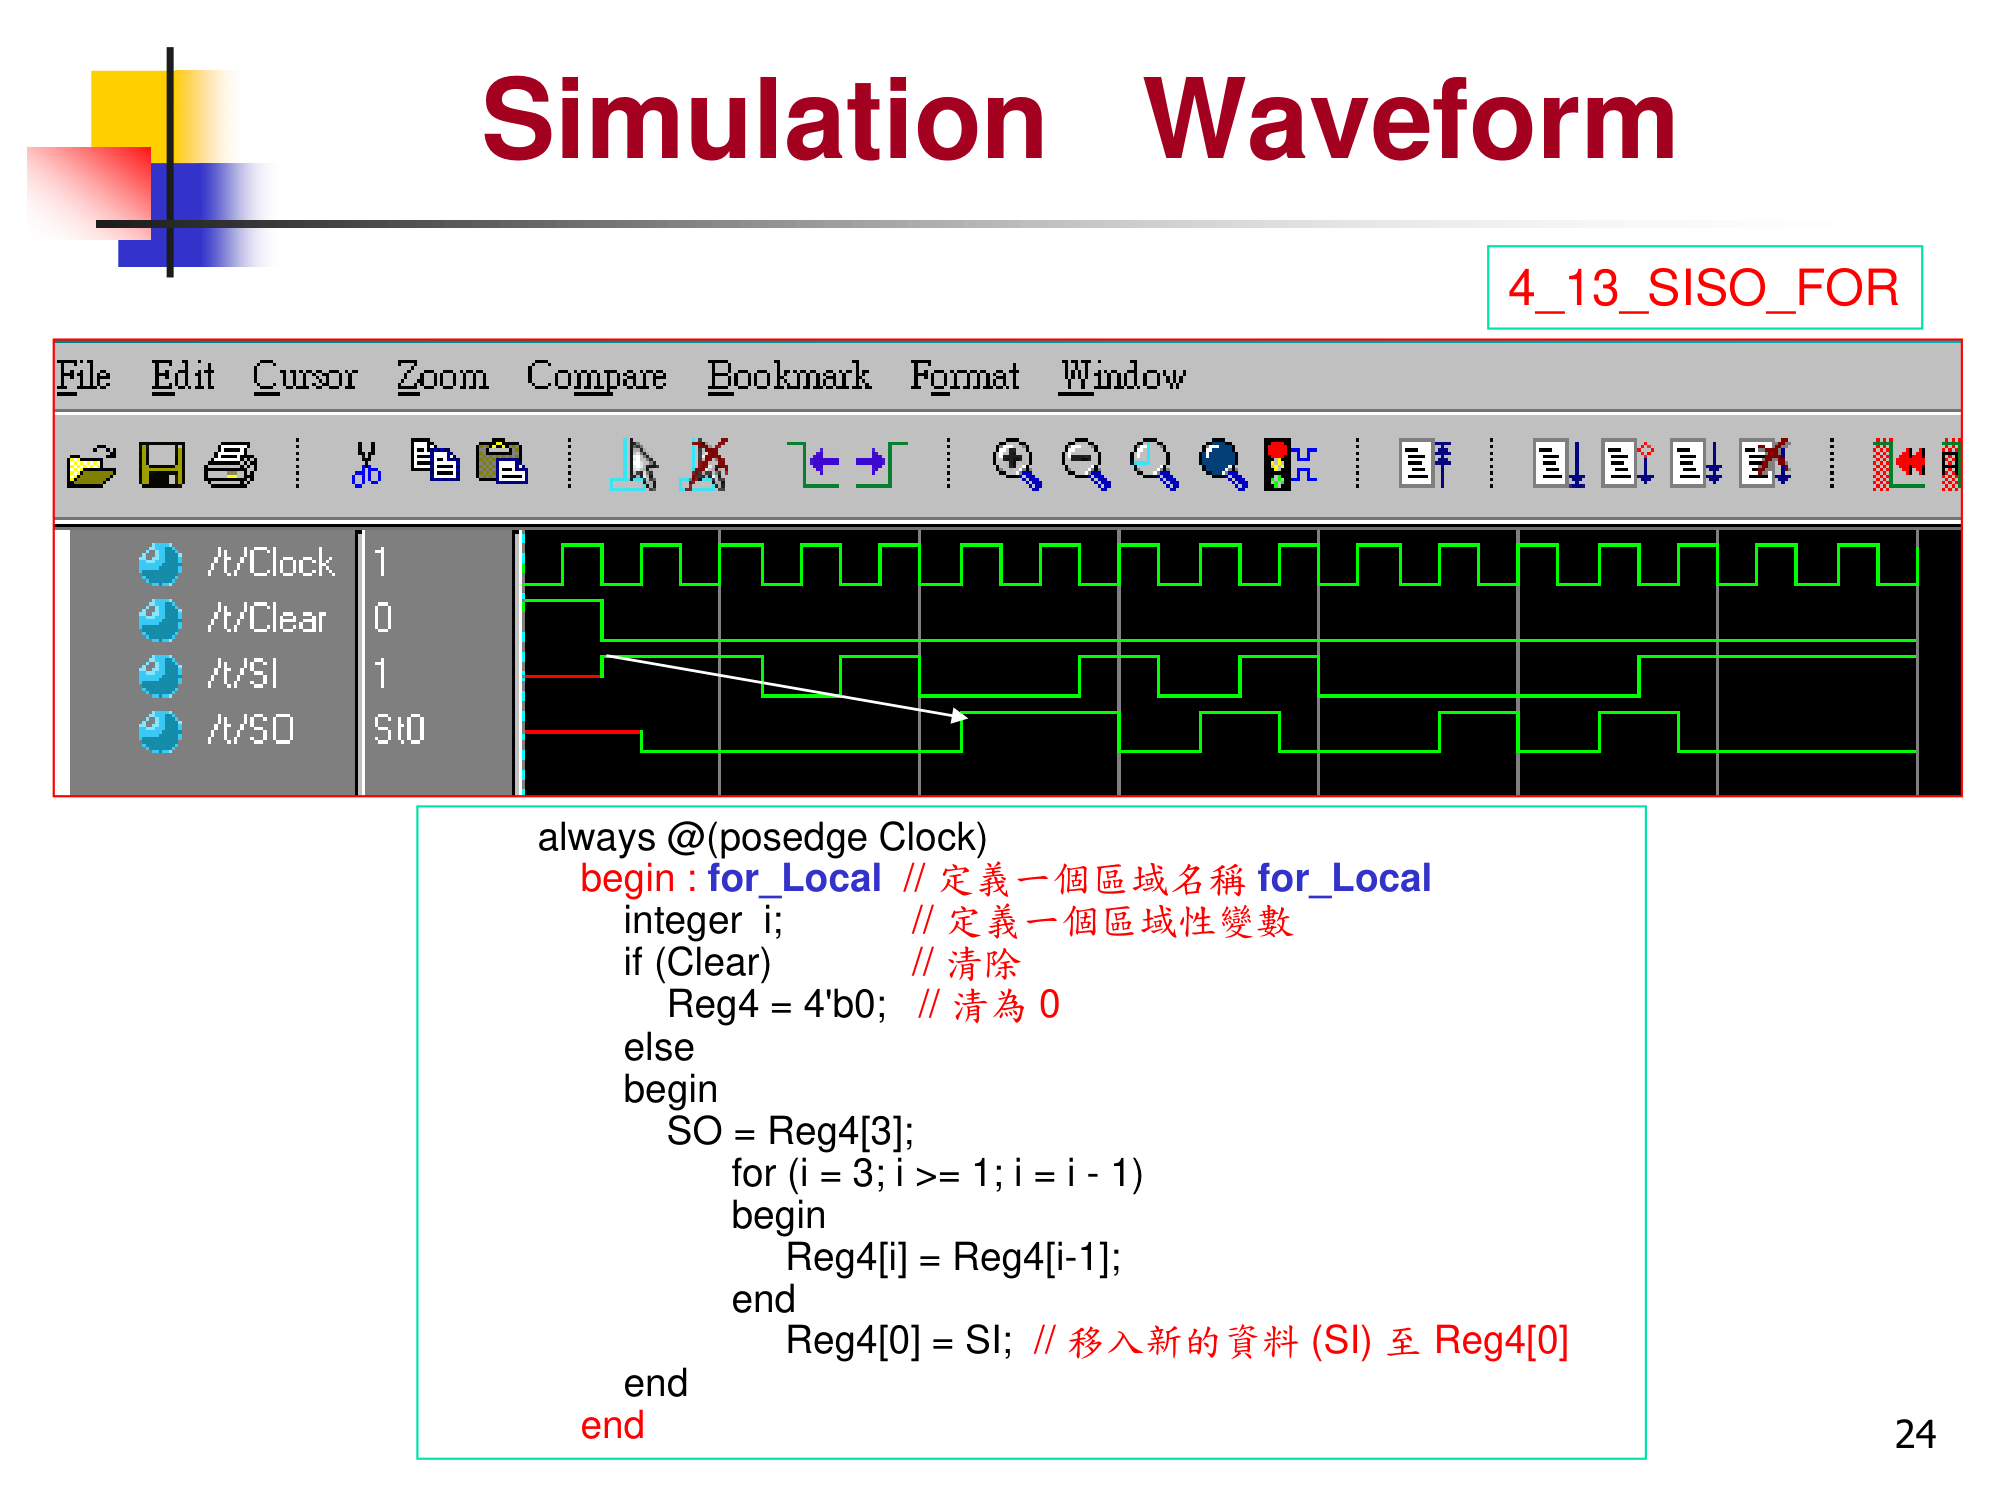 Simulation Waveform
4_13_SISO_FOR
File Edit Cursor Zoom Compare Bookmark Format Window
/t/Clock 1
/t/Clear 0
/t/SI 1
/t/SO St0
always @(posedge Clock)
begin : for_Local // 定義一個區域名稱 for_Local
integer i; // 定義一個區域性變數
if (Clear) // 清除
Reg4 = 4'b0; // 清為 0
else
begin
SO = Reg4[3];
for (i = 3; i >= 1; i = i - 1)
begin
Reg4[i] = Reg4[i-1];
end
Reg4[0] = SI; // 移入新的資料 (SI) 至 Reg4[0]
end
end
24